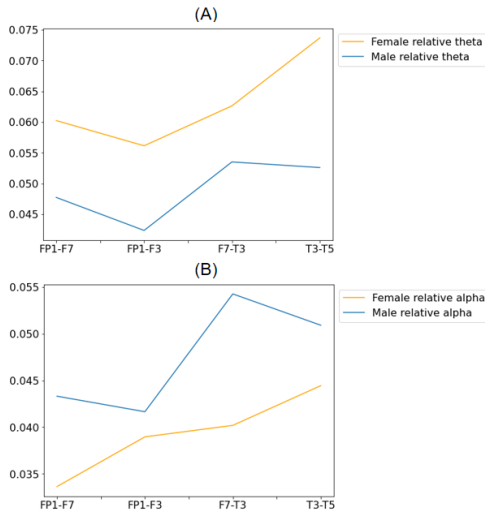 (A)
0.075
0.070
0.065
0.060
0.055
0.050
0.045
FP1-F7
FP1-F3
F7-T3
T3-T5
Female relative theta
Male relative theta
(B)
0.055
0.050
0.045
0.040
0.035
FP1-F7
FP1-F3
F7-T3
T3-T5
Female relative alpha
Male relative alpha